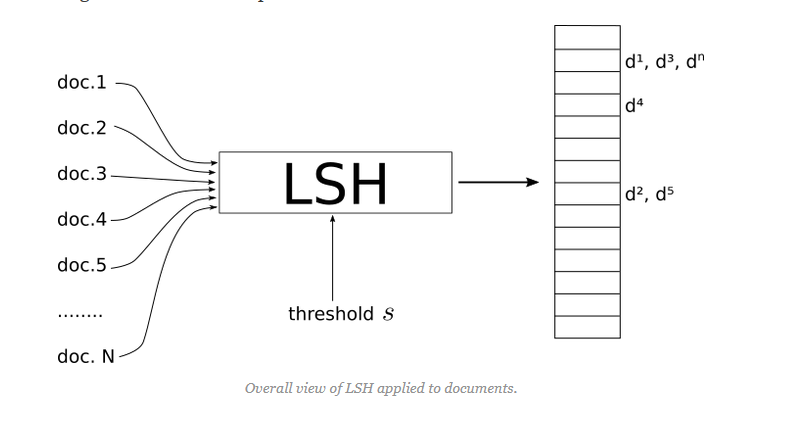 doc.1
doc.2
doc.3
doc.4
doc.5
........
doc. N
LSH
threshold s
d¹, d³, dⁿ
d⁴
d², d⁵
Overall view of LSH applied to documents.